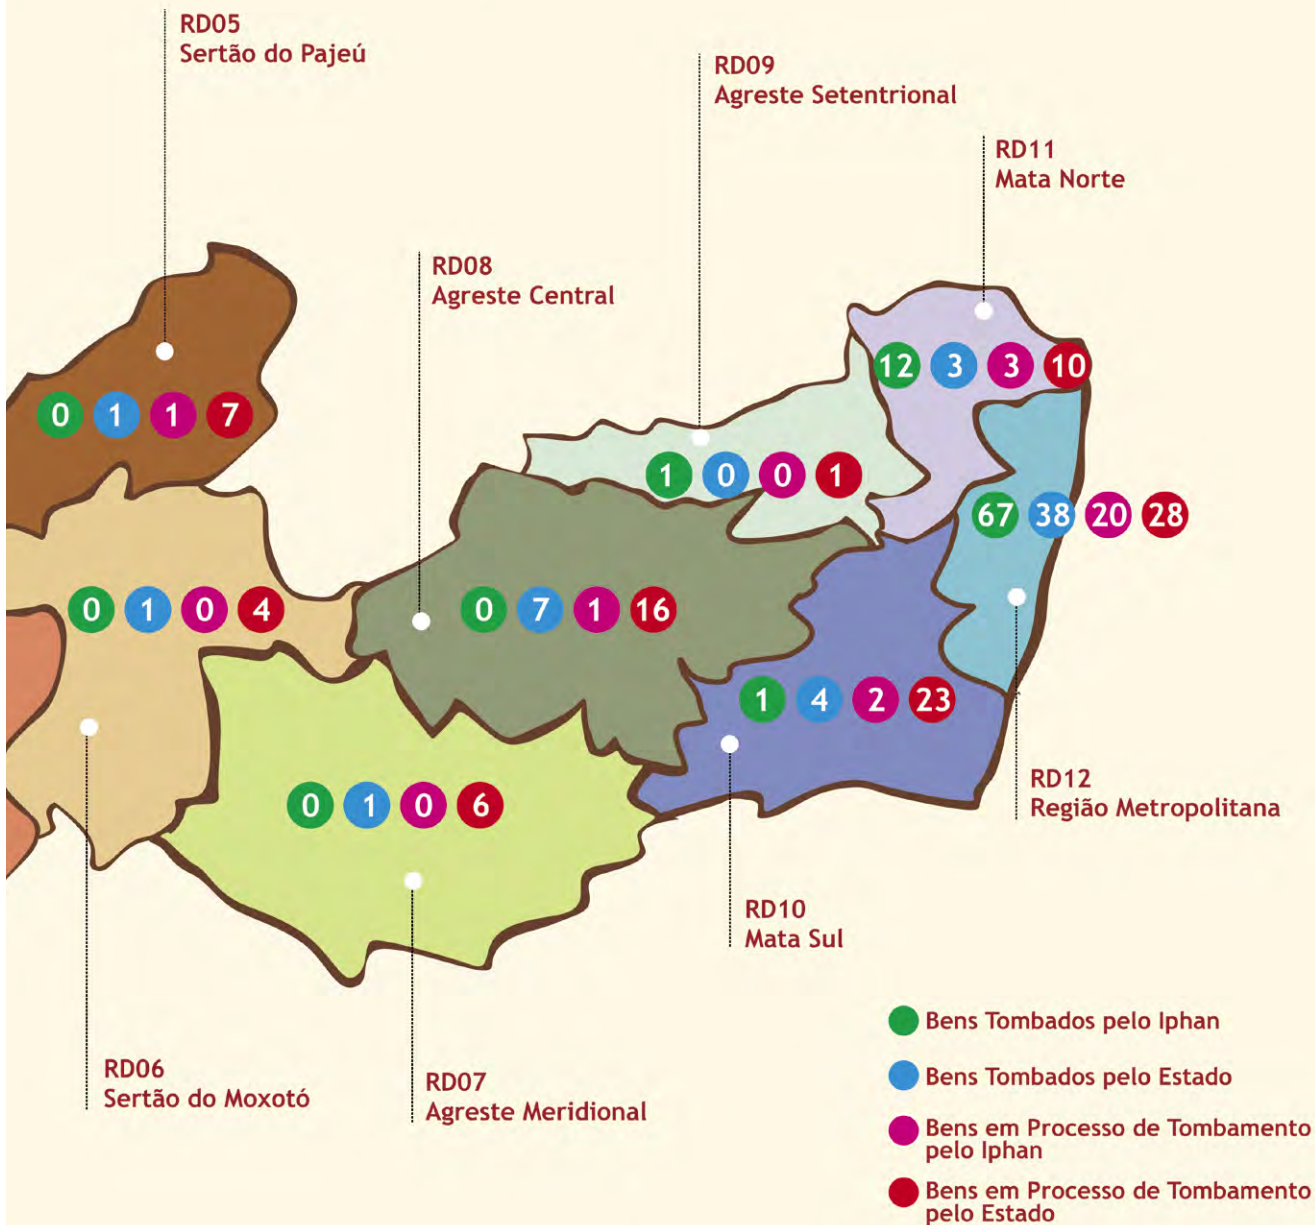 RD05
Sertão do Pajeú
RD09
Agreste Setentrional
RD11
Mata Norte
RD08
Agreste Central
12 3 3 10
0 1 1 7
1 0 0 1
67 38 20 28
0 1 0 4
0 7 1 16
1 4 2 23
0 1 0 6
RD12
Região Metropolitana
RD10
Mata Sul
RD06
Sertão do Moxotó
RD07
Agreste Meridional
Bens Tombados pelo Iphan
Bens Tombados pelo Estado
Bens em Processo de Tombamento
pelo Iphan
Bens em Processo de Tombamento
pelo Estado